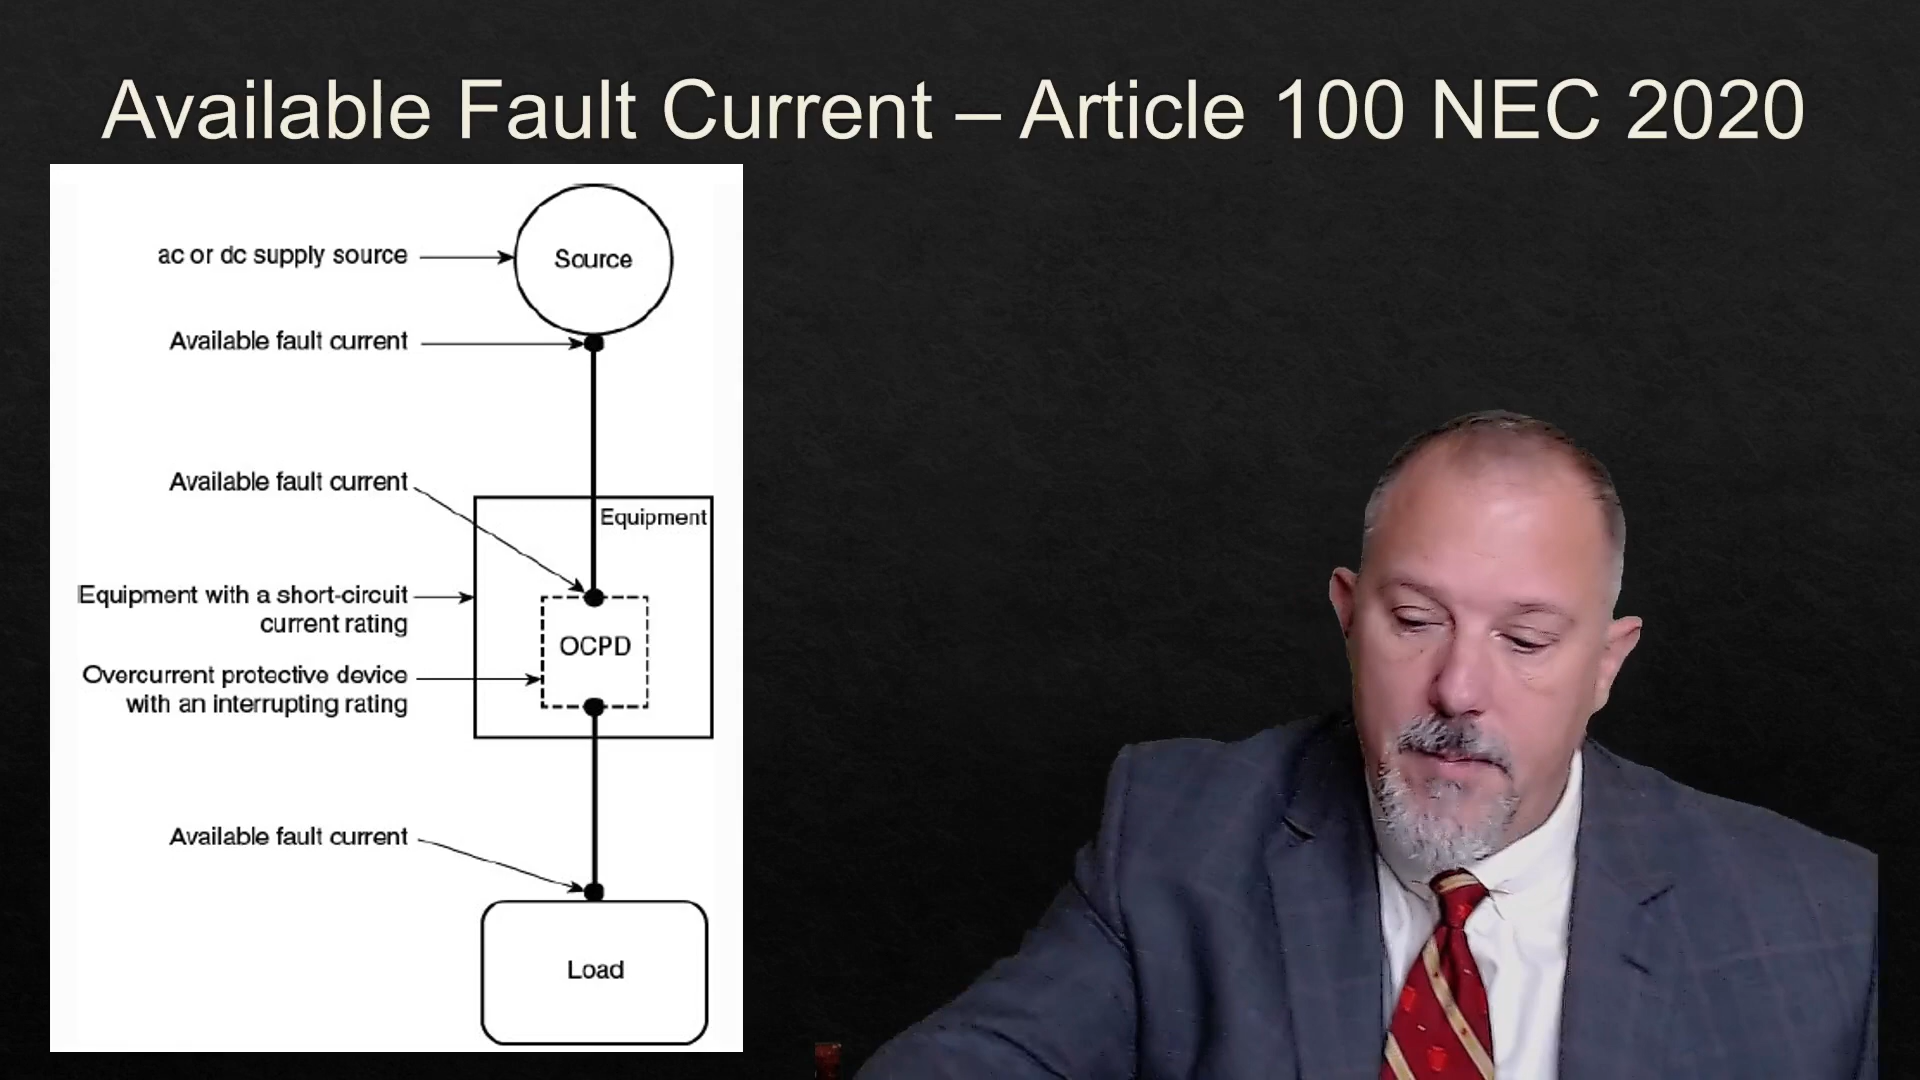 Available Fault Current – Article 100 NEC 2020
ac or dc supply source
Source
Available fault current
Available fault current
Equipment
Equipment with a short-circuit
current rating
OCPD
Overcurrent protective device
with an interrupting rating
Available fault current
Load